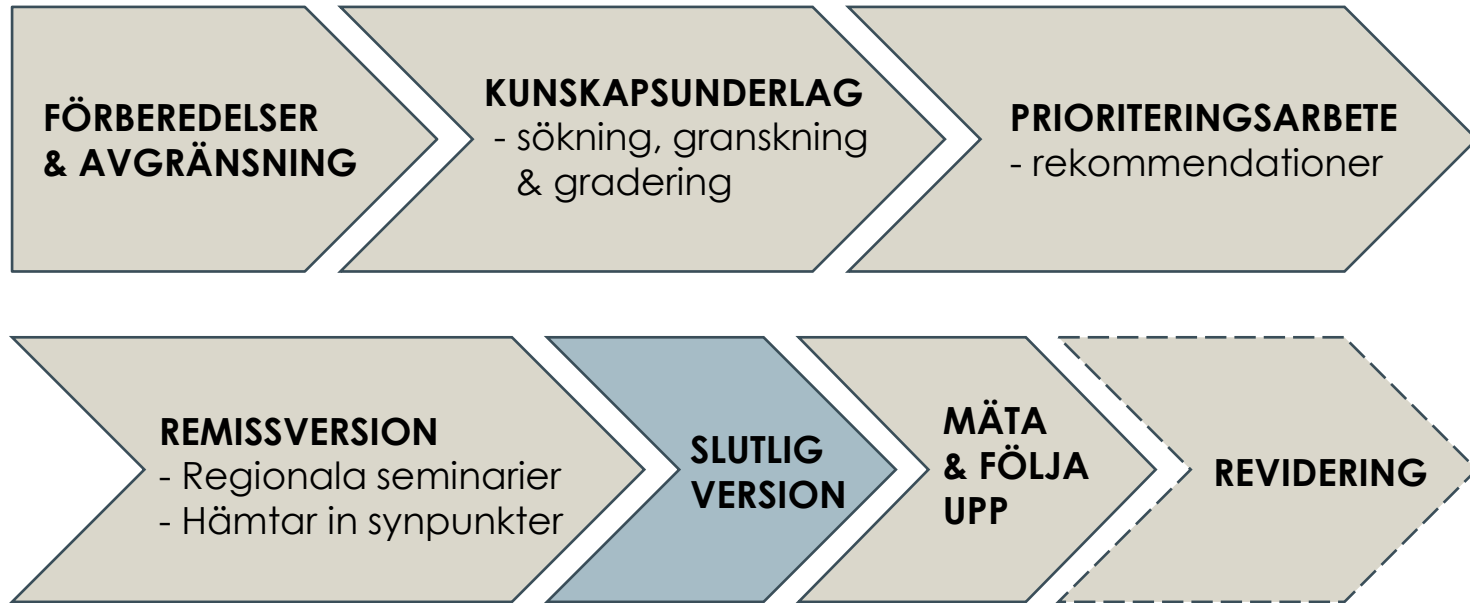 FÖRBEREDELSER
& AVGRÄNSNING
KUNSKAPSUNDERLAG
- sökning, granskning
& gradering
PRIORITERINGSARBETE
- rekommendationer
REMISSVERSION
- Regionala seminarier
- Hämtar in synpunkter
SLUTLIG
VERSION
MÄTA
& FÖLJA
UPP
REVIDERING